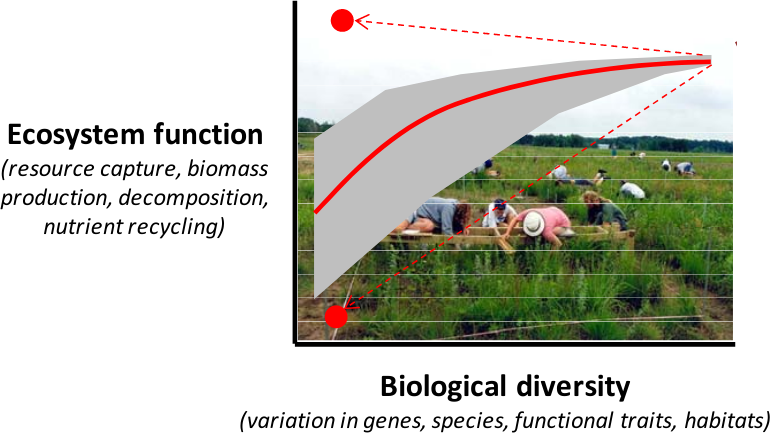 Ecosystem function
(resource capture, biomass
production, decomposition,
nutrient recycling)
Biological diversity
(variation in genes, species, functional traits, habitats)